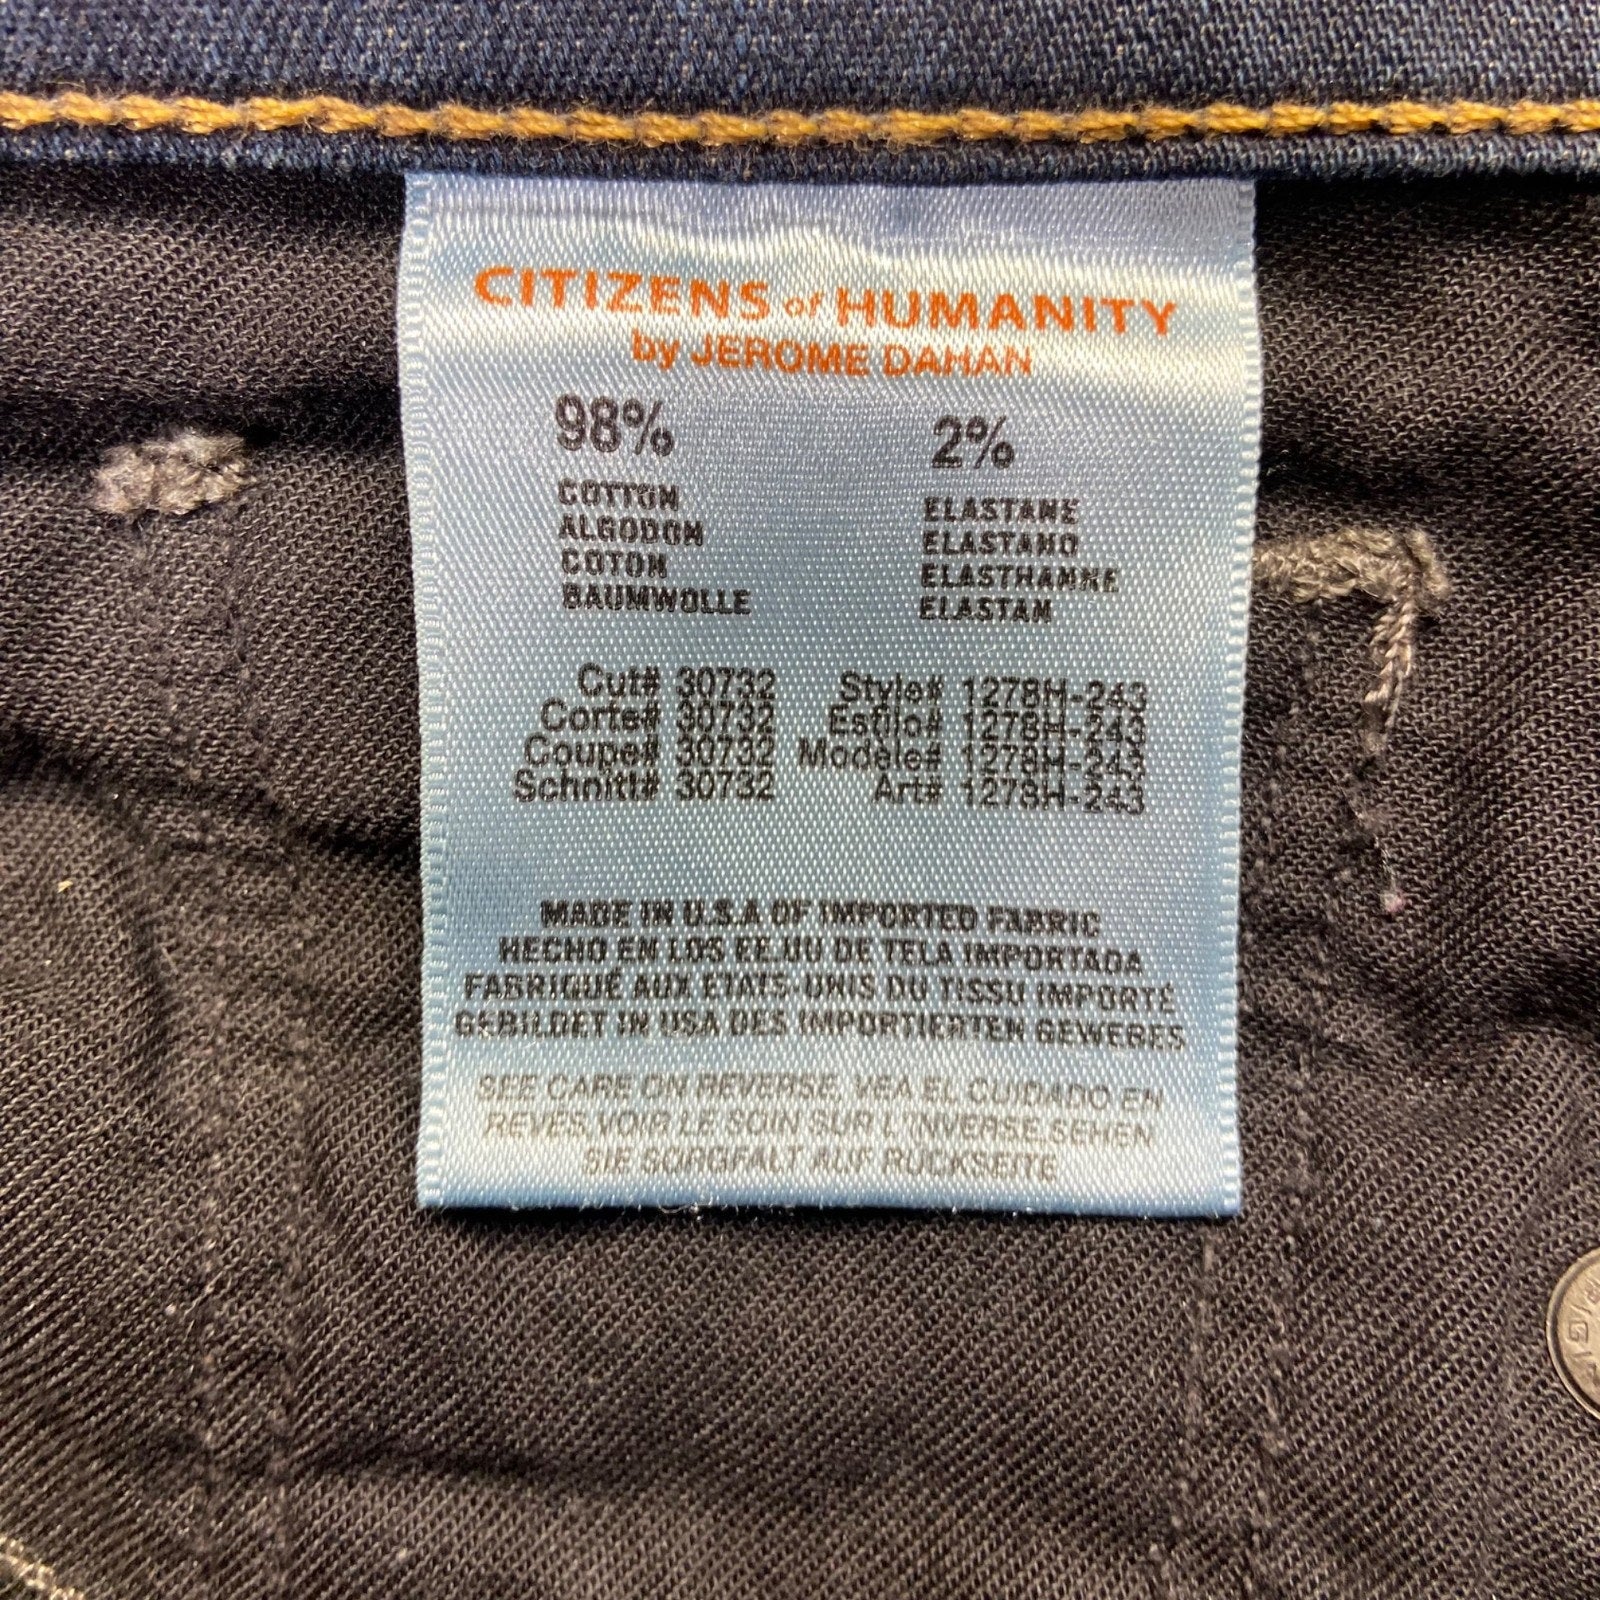 CITIZENS of HUMANITY
by JEROME DAHAN
98%
COTTON
ALGODON
COTON
BAUMWOLLE
2%
ELASTANE
ELASTANO
ELASTHANNE
ELASTAN
Cut# 30732
Corte# 30732
Coupe# 30732
Schnitt# 30732
Style# 1278H-243
Estilo# 1278H-243
Modèle# 1278H-243
Art# 1278H-243
MADE IN U.S.A OF IMPORTED FABRIC
HECHO EN LOS EE.UU DE TELA IMPORTADA
FABRIQUÉ AUX ETATS-UNIS DU TISSU IMPORTÉ
GEBILDET IN USA DES IMPORTIERTEN GEWEBES
SEE CARE ON REVERSE, VEA EL CUIDADO EN
REVES, VOIR LE SOIN SUR L'INVERSE, SEHEN
SIE SORGFALT AUF RUCKSEITE